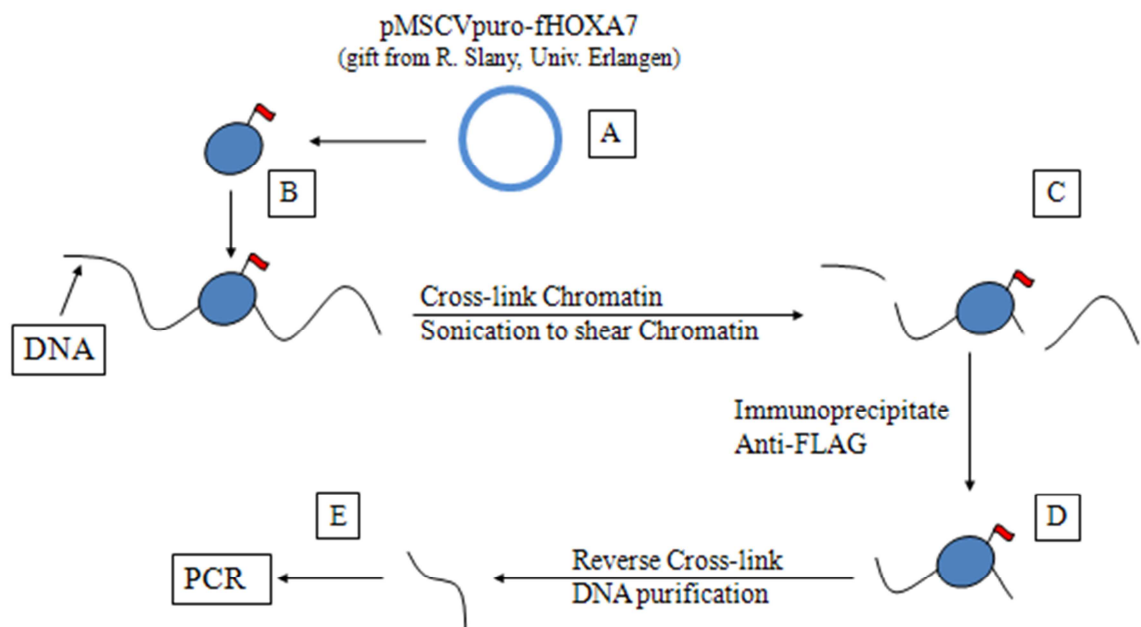 pMSCVpuro-fHOXA7
(gift from R. Slany, Univ. Erlangen)
A
B
C
DNA
Cross-link Chromatin
Sonication to shear Chromatin
Immunoprecipitate
Anti-FLAG
D
E
Reverse Cross-link
DNA purification
PCR